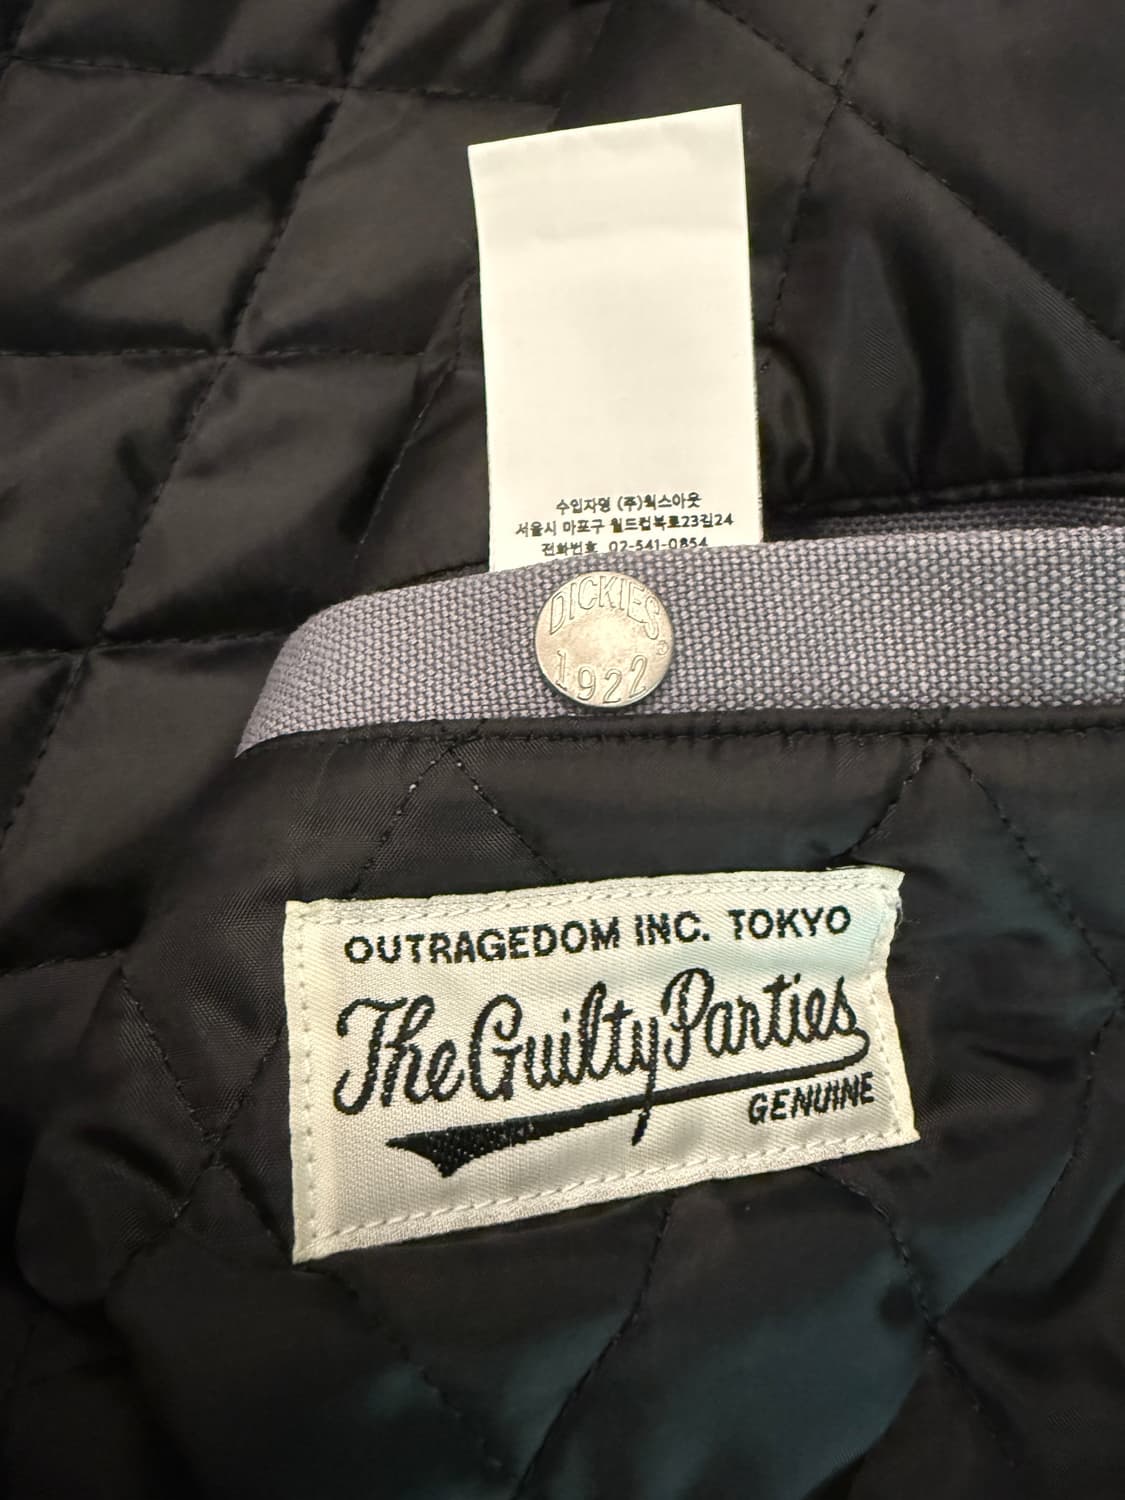 수입자명 (주)웍스아웃
서울시 마포구 월드컵북로23길24
전화번호 02-541-0854
DICKIES
1922
OUTRAGEDOM INC. TOKYO
The Guilty Parties
GENUINE